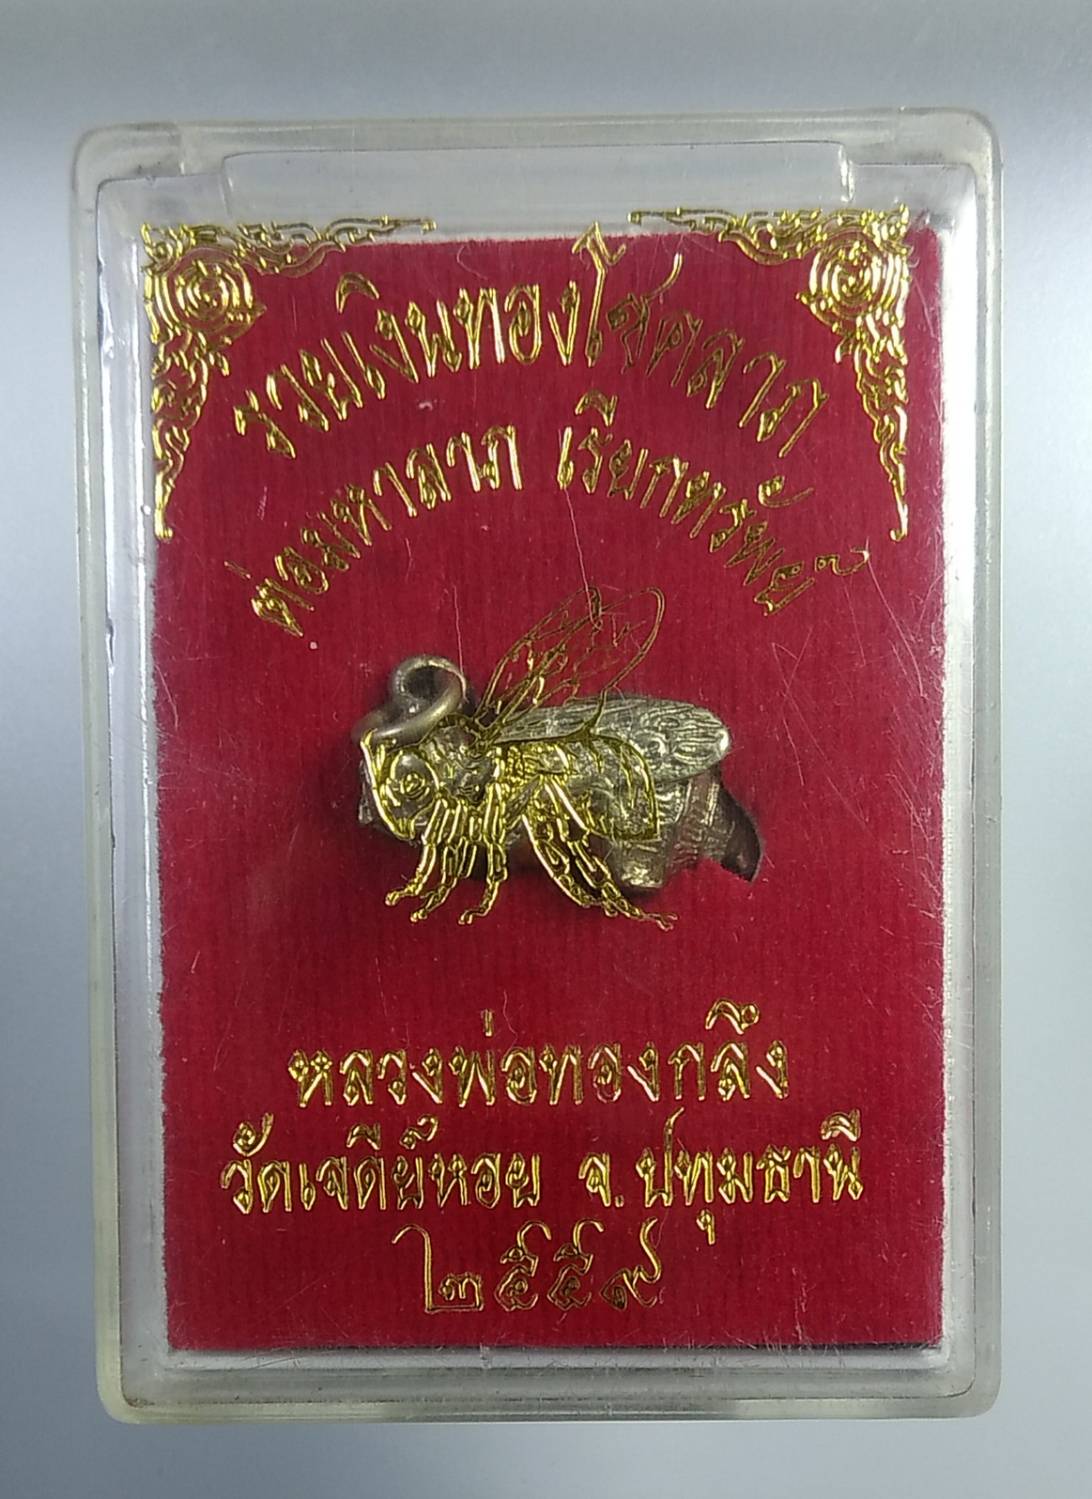 รวยเงินทองโชคลาภ
ต่อมหาลาภ เรียกทรัพย์
หลวงพ่อทองกลึง
วัดเจดีย์หอย จ.ปทุมธานี
๒๕๕๙